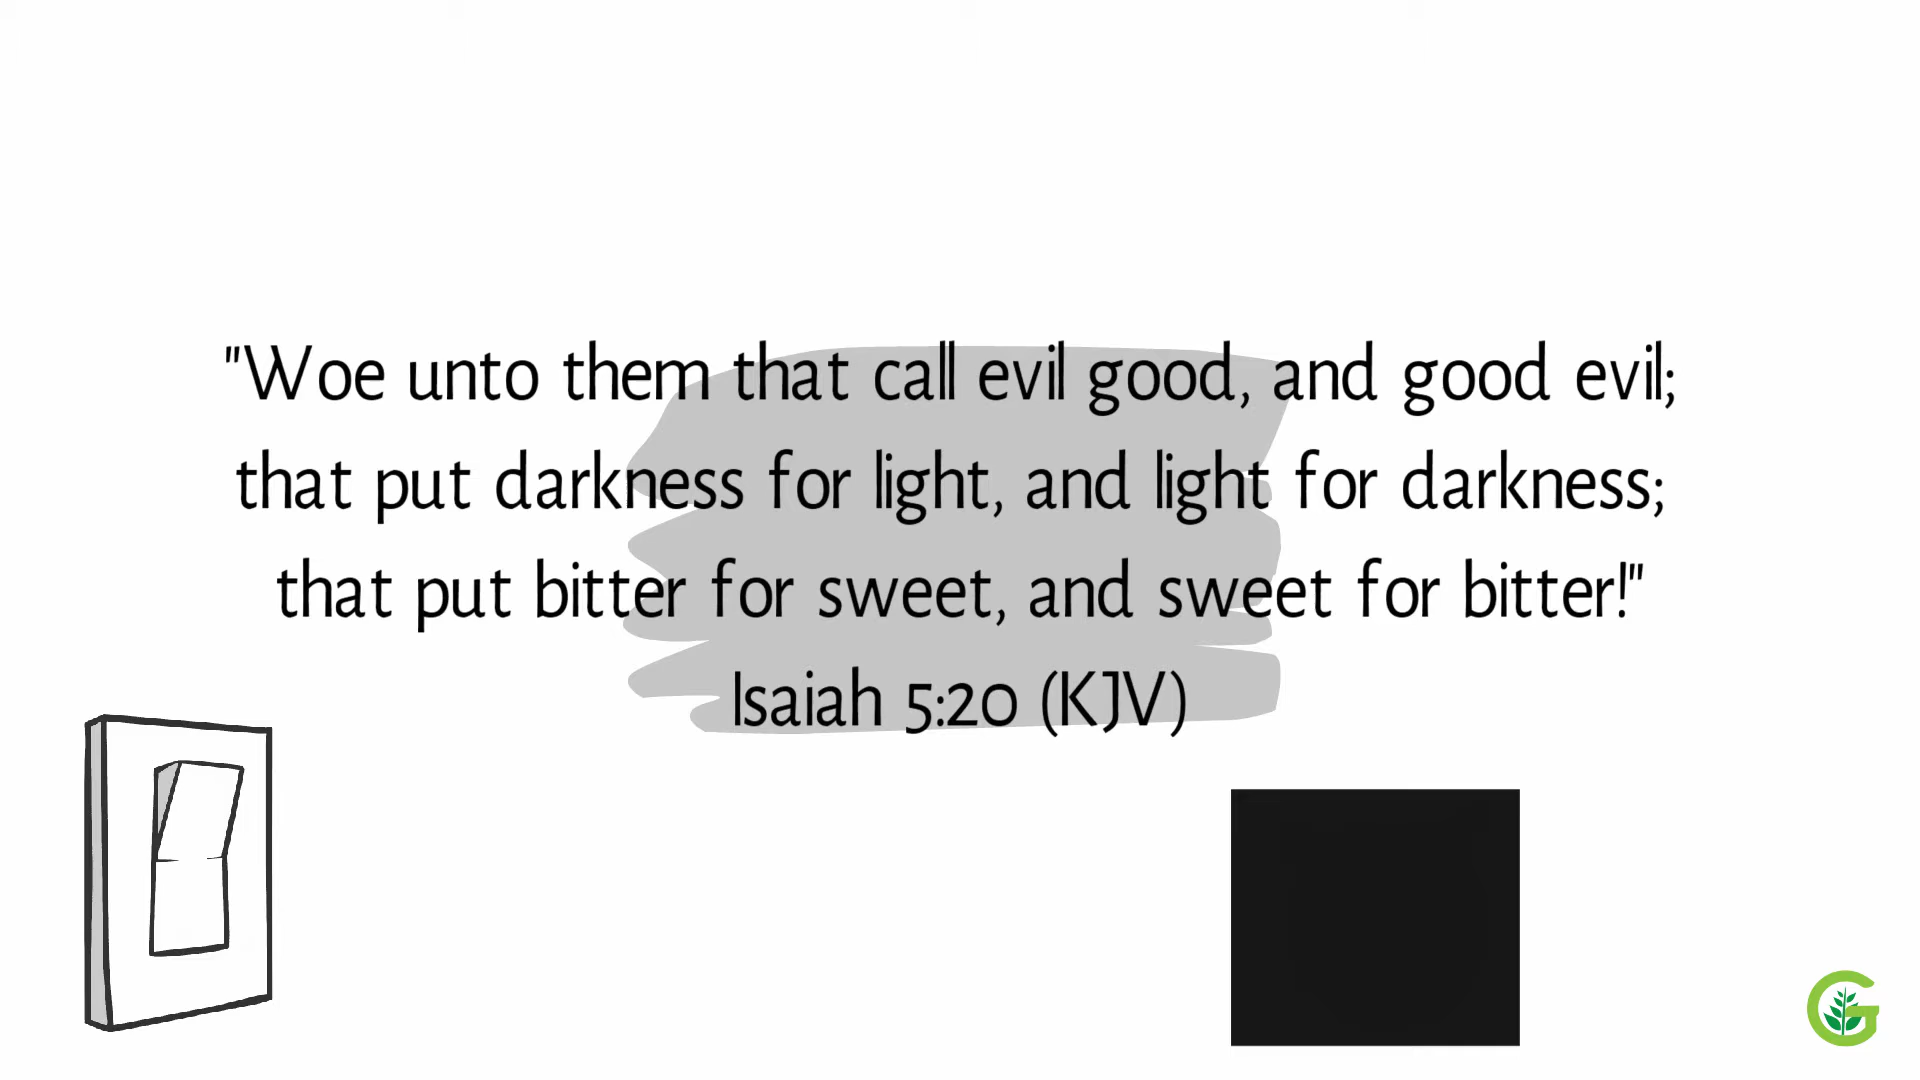 "Woe unto them that call evil good, and good evil;
that put darkness for light, and light for darkness;
that put bitter for sweet, and sweet for bitter!"
Isaiah 5:20 (KJV)
G